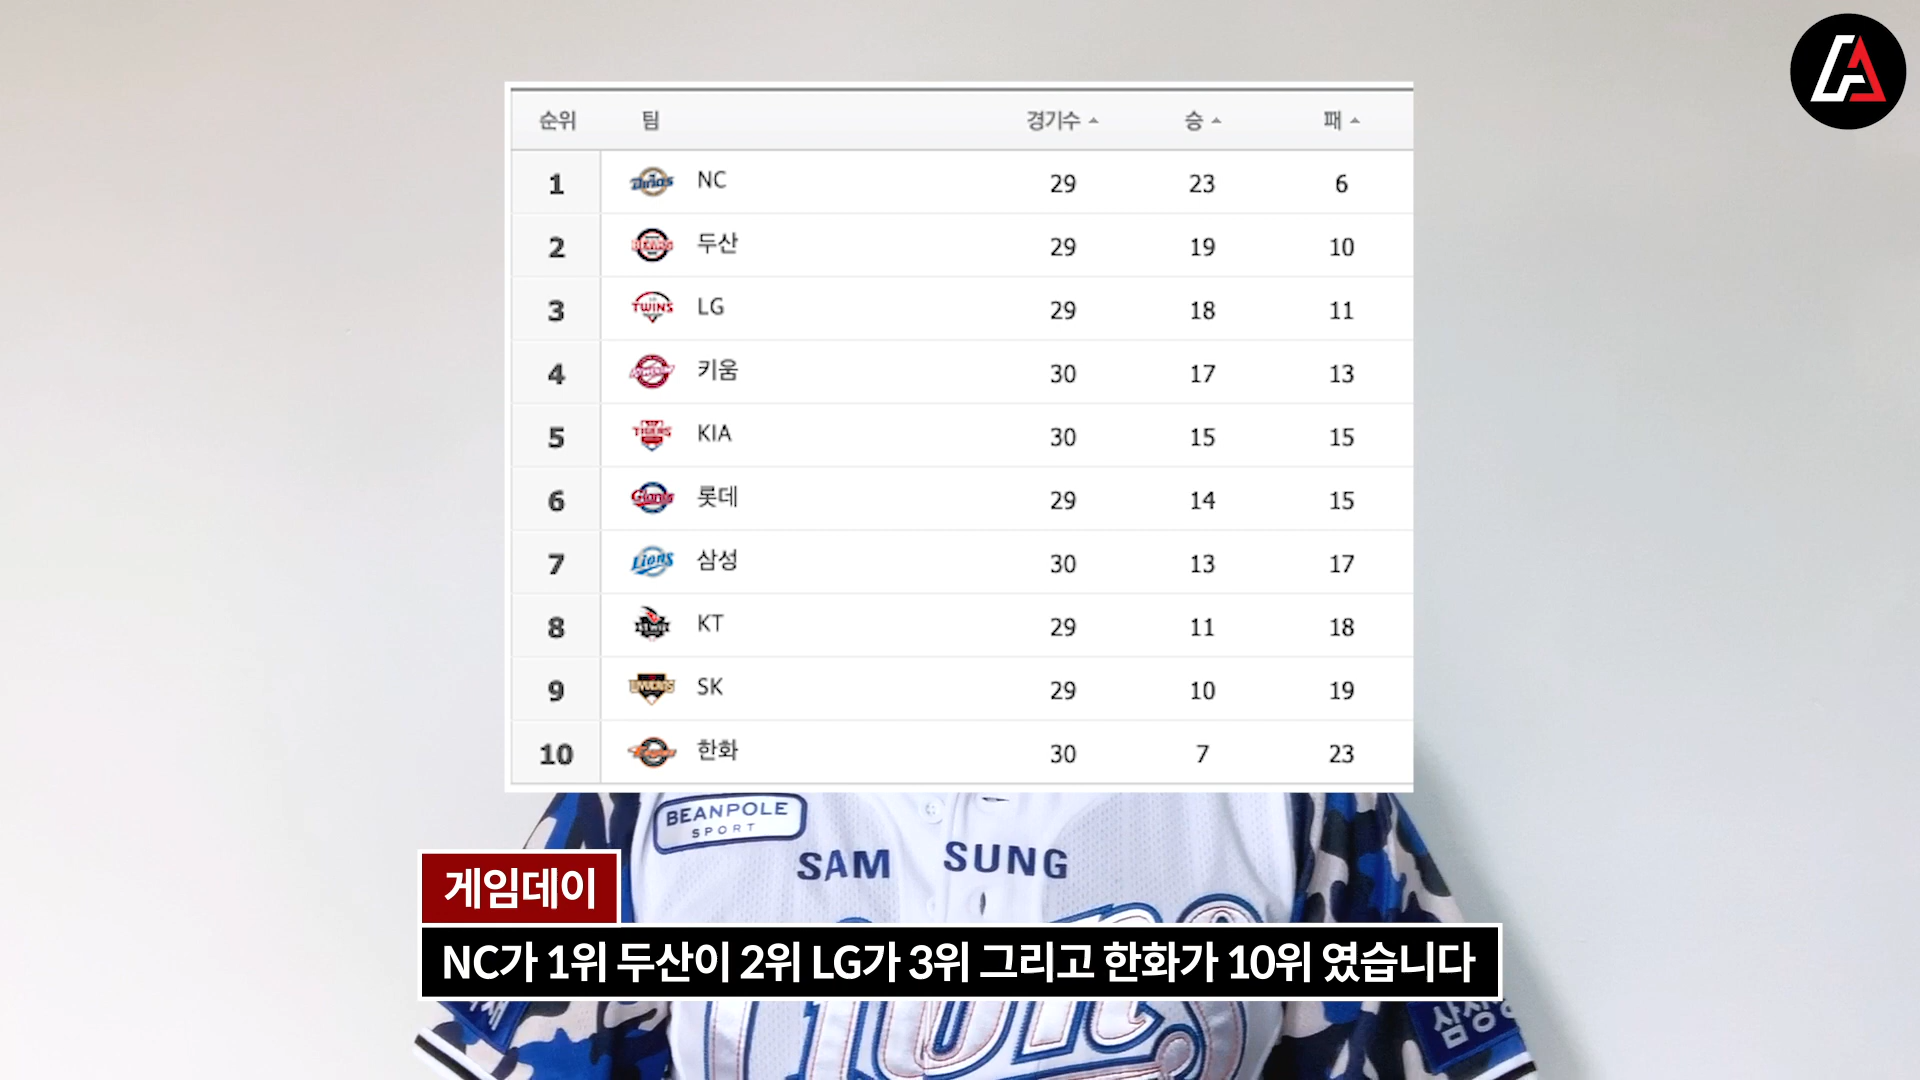 순위 팀 경기수 승 패
1 NC 29 23 6
2 두산 29 19 10
3 TWINS LG 29 18 11
4 키움 30 17 13
5 TIGERS KIA 30 15 15
6 Giants 롯데 29 14 15
7 Lions 삼성 30 13 17
8 KT 29 11 18
9 SK 29 10 19
10 한화 30 7 23
BEANPOLE
SPORT
SAM SUNG
게임데이
NC가 1위 두산이 2위 LG가 3위 그리고 한화가 10위 였습니다